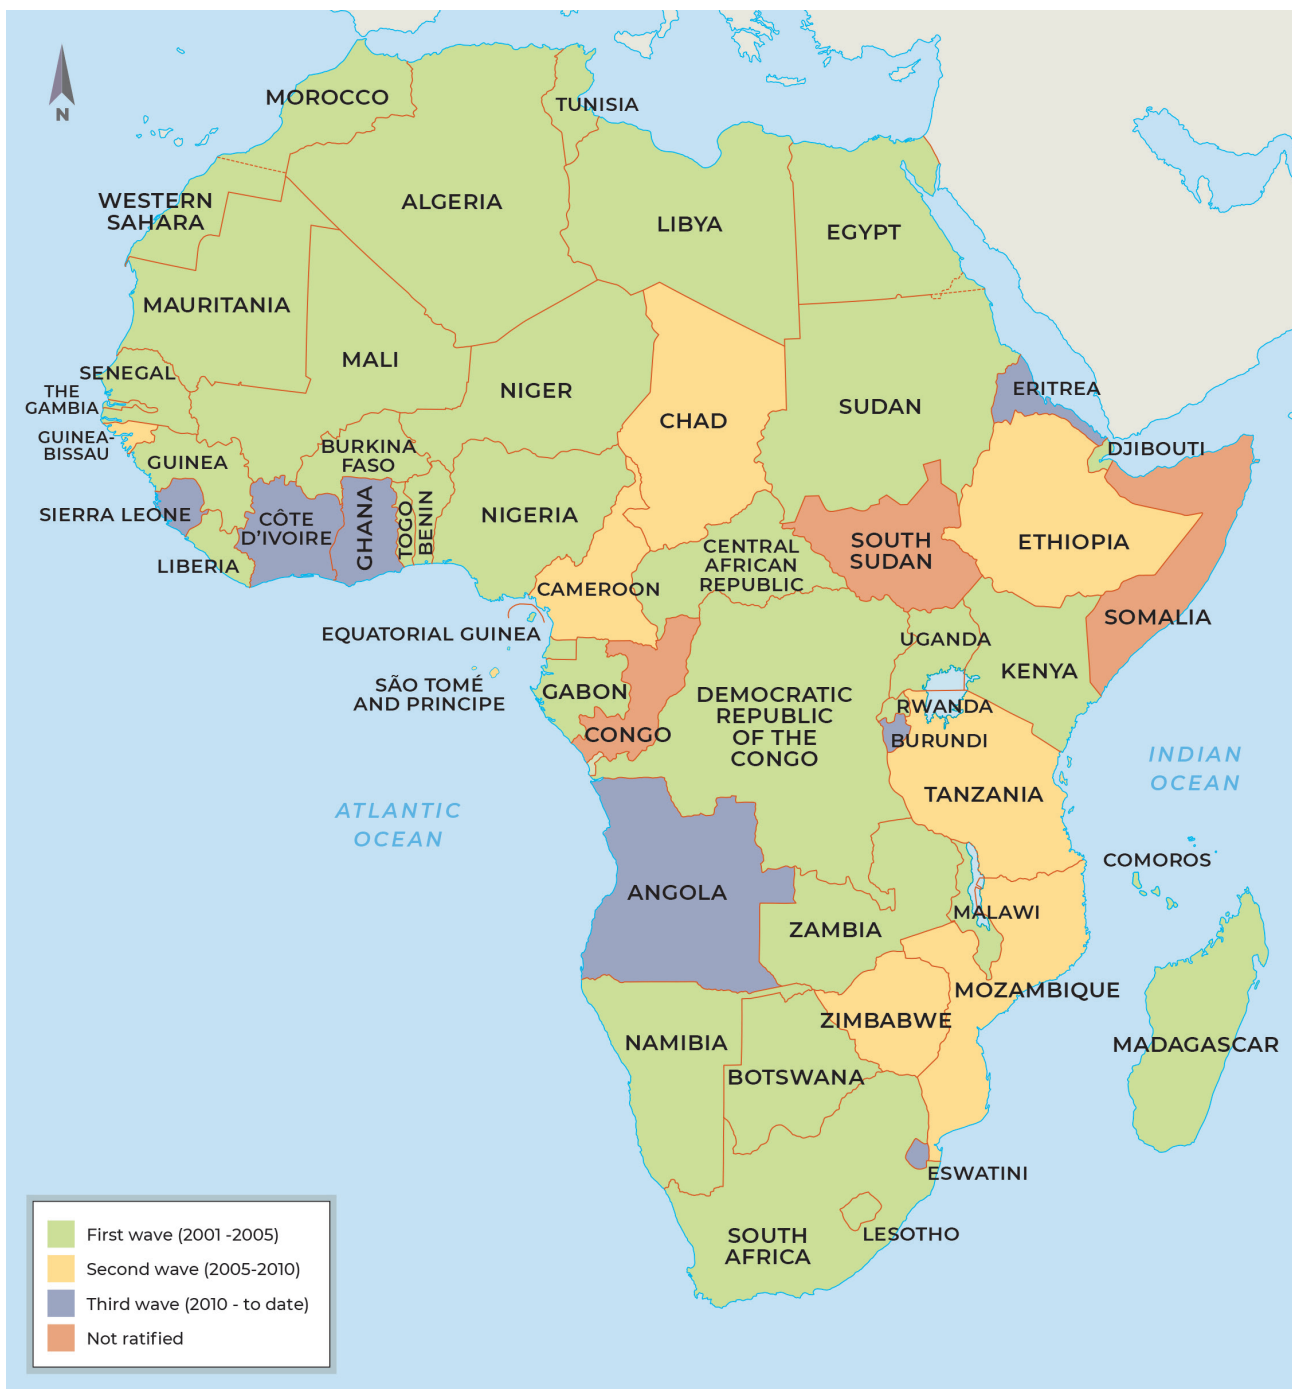 N
MOROCCO
TUNISIA
WESTERN
SAHARA
ALGERIA
LIBYA
EGYPT
MAURITANIA
MALI
NIGER
CHAD
SUDAN
ERITREA
SENEGAL
THE
GAMBIA
GUINEA-
BISSAU
GUINEA
BURKINA
FASO
DJIBOUTI
SIERRA LEONE
CÔTE
D'IVOIRE
GHANA
TOGO
BENIN
NIGERIA
CENTRAL
AFRICAN
REPUBLIC
SOUTH
SUDAN
ETHIOPIA
LIBERIA
CAMEROON
SOMALIA
EQUATORIAL GUINEA
UGANDA
KENYA
SÃO TOMÉ
AND PRINCIPE
GABON
CONGO
DEMOCRATIC
REPUBLIC
OF THE
CONGO
RWANDA
BURUNDI
TANZANIA
INDIAN
OCEAN
ATLANTIC
OCEAN
COMOROS
ANGOLA
ZAMBIA
MALAWI
MOZAMBIQUE
ZIMBABWE
MADAGASCAR
NAMIBIA
BOTSWANA
ESWATINI
SOUTH
AFRICA
LESOTHO
First wave (2001 -2005)
Second wave (2005-2010)
Third wave (2010 - to date)
Not ratified